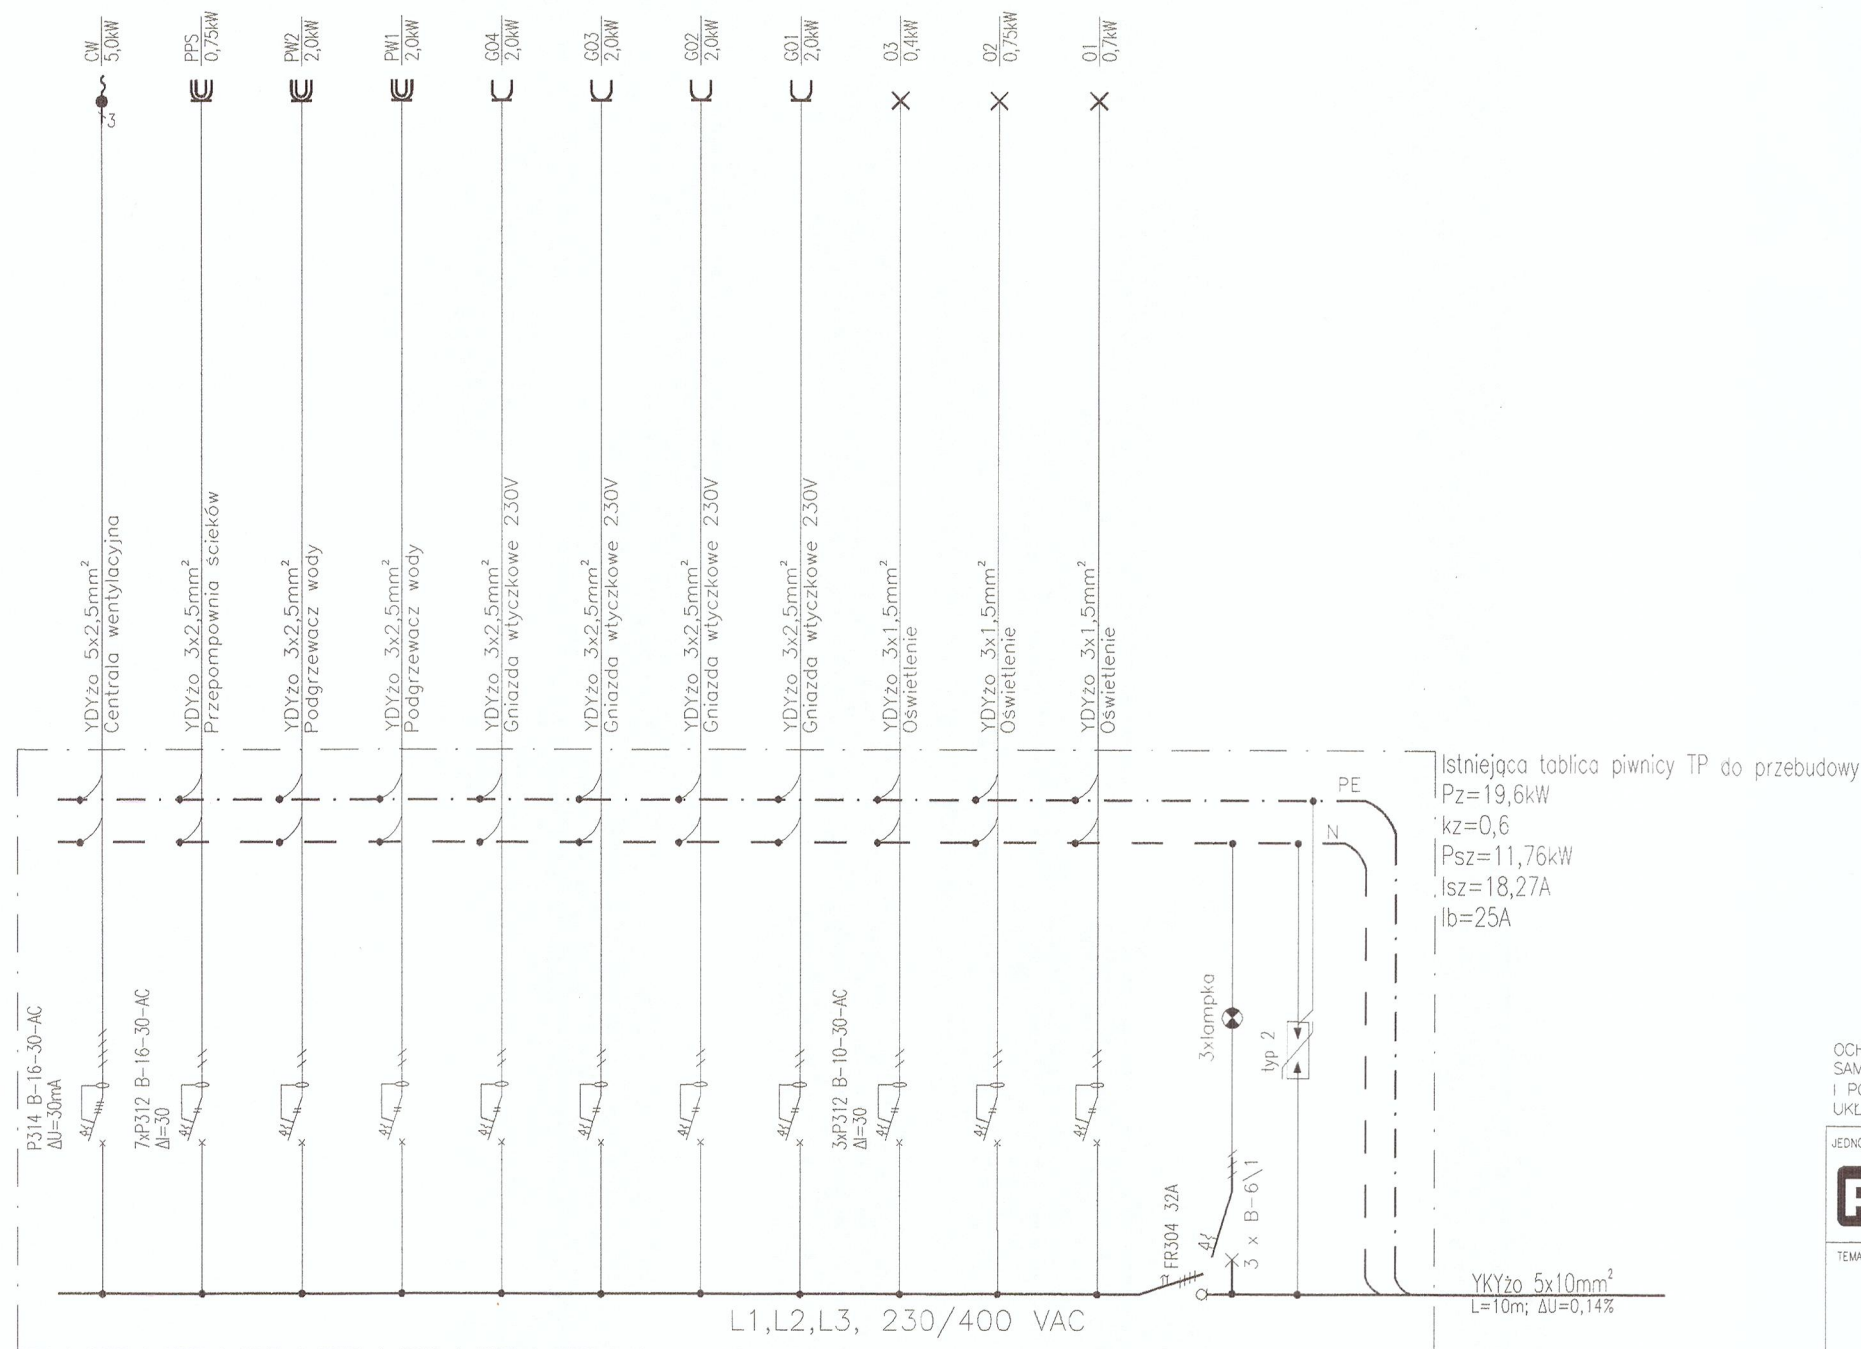 CW
5,0kW
PPS
0,75kW
PW2
2,0kW
PW1
2,0kW
GO4
2,0kW
GO3
2,0kW
GO2
2,0kW
GO1
2,0kW
O3
0,4kW
O2
0,75kW
O1
0,7kW
3
YDYżo 5x2,5mm²
Centrala wentylacyjna
YDYżo 3x2,5mm²
Przepompownia ścieków
YDYżo 3x2,5mm²
Podgrzewacz wody
YDYżo 3x2,5mm²
Podgrzewacz wody
YDYżo 3x2,5mm²
Gniazda wtyczkowe 230V
YDYżo 3x2,5mm²
Gniazda wtyczkowe 230V
YDYżo 3x2,5mm²
Gniazda wtyczkowe 230V
YDYżo 3x2,5mm²
Gniazda wtyczkowe 230V
YDYżo 3x1,5mm²
Oświetlenie
YDYżo 3x1,5mm²
Oświetlenie
YDYżo 3x1,5mm²
Oświetlenie
PE
N
Istniejąca tablica piwnicy TP do przebudowy
Pz=19,6kW
kz=0,6
Psz=11,76kW
Isz=18,27A
Ib=25A
P314 B-16-30-AC
ΔU=30mA
7xP312 B-16-30-AC
ΔI=30
3xP312 B-10-30-AC
ΔI=30
3xlampka
typ 2
FR304 32A
3 x B-6\1
L1,L2,L3, 230/400 VAC
YKYżo 5x10mm²
L=10m; ΔU=0,14%
OCH
SAM
I PO
UKŁ
JEDNO
TEMA